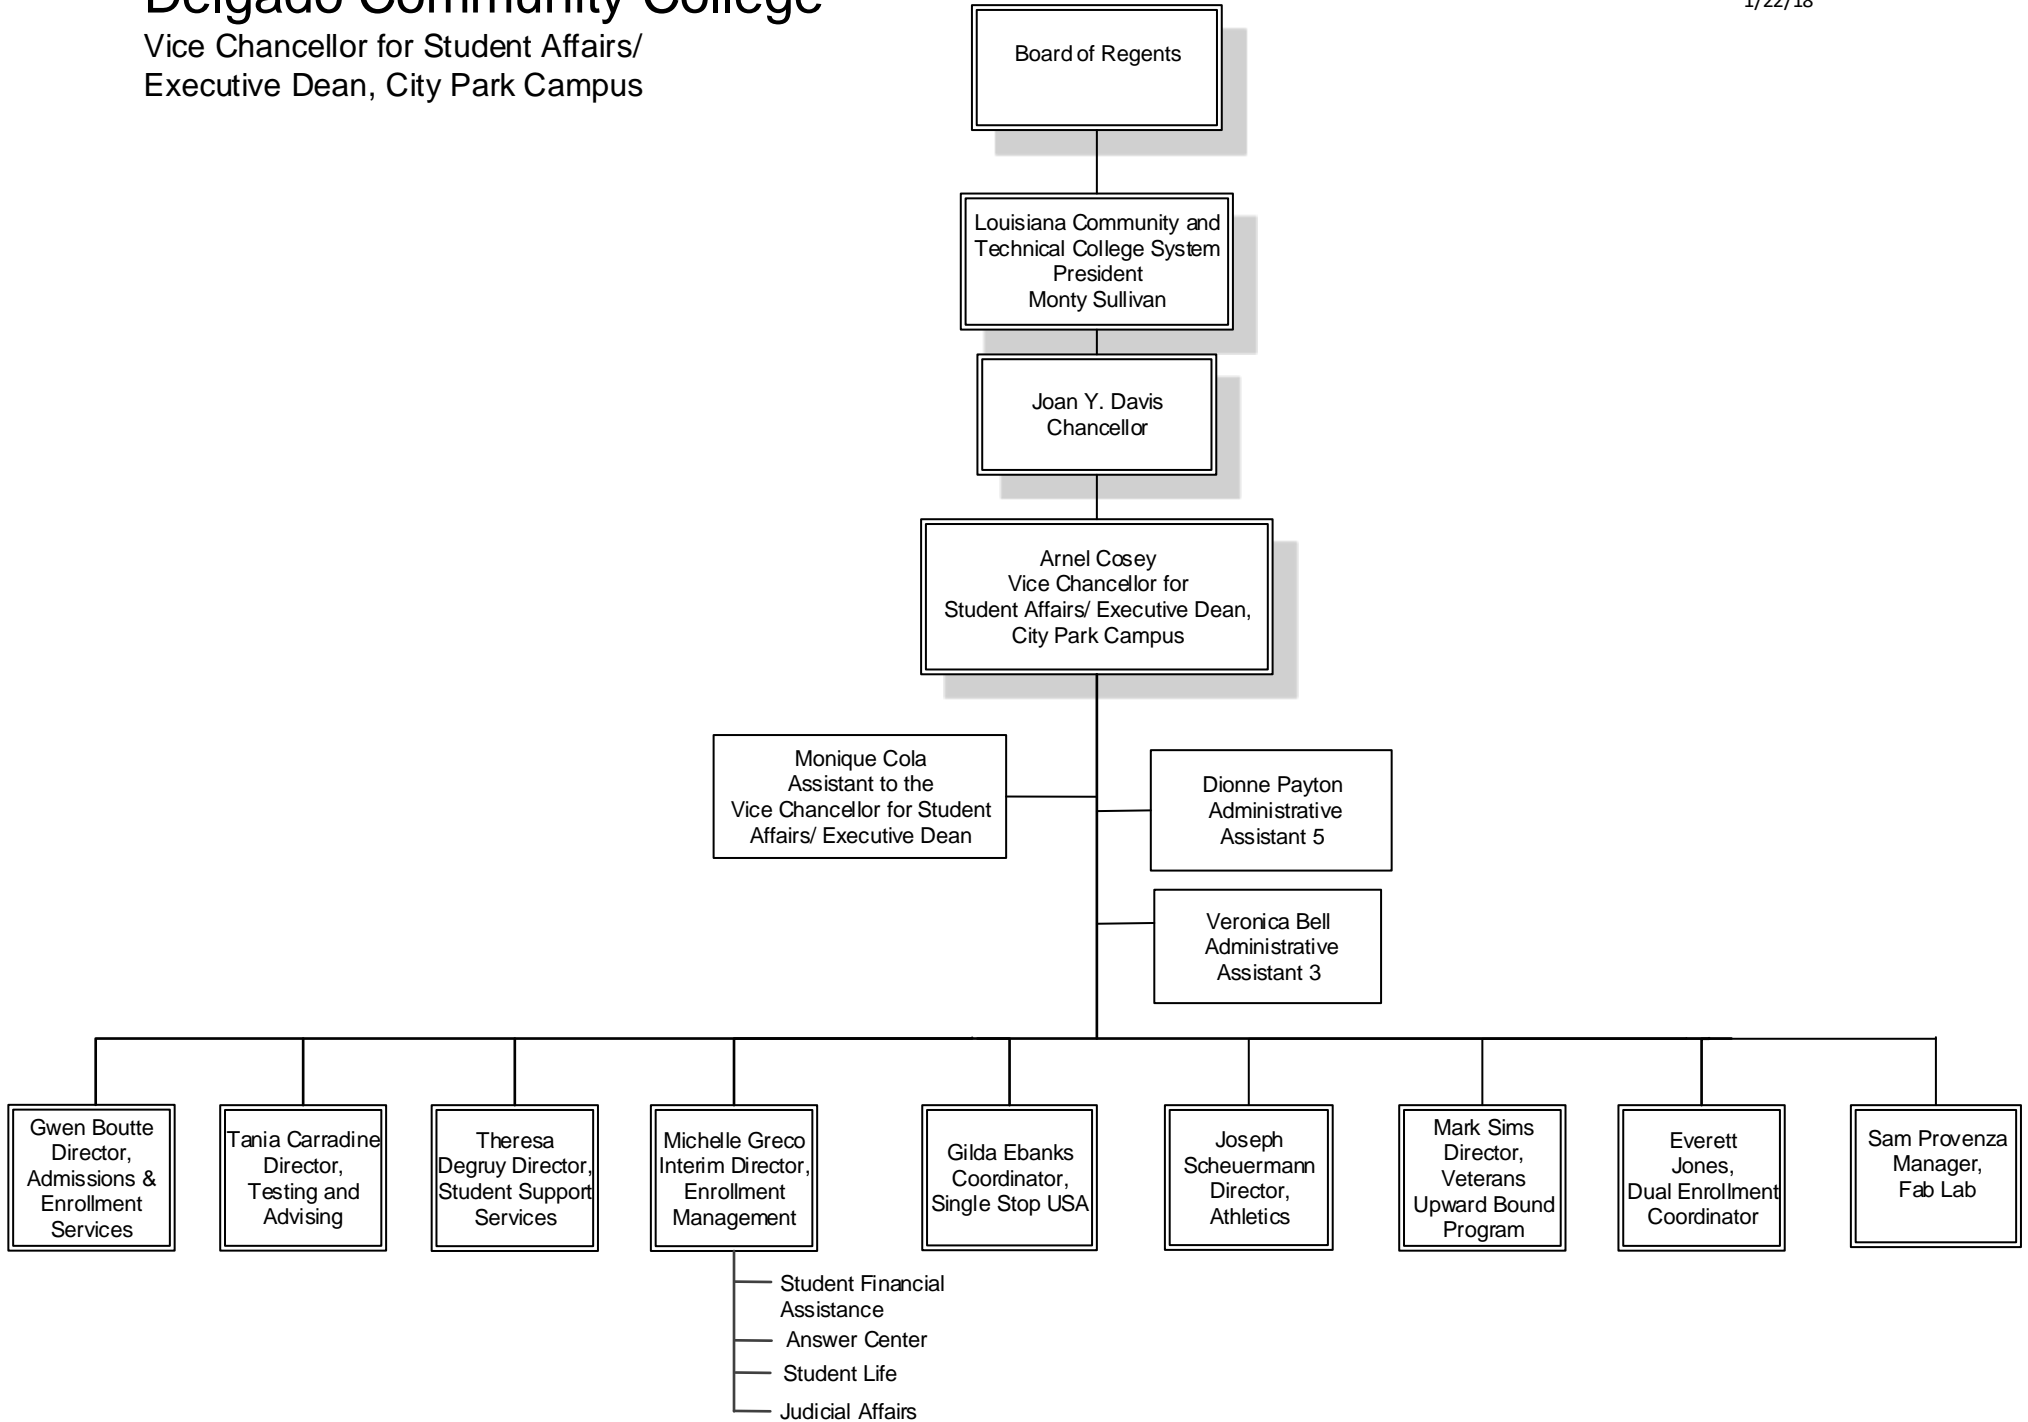 Delgado Community College
1/22/18
Vice Chancellor for Student Affairs/
Executive Dean, City Park Campus
Board of Regents
Louisiana Community and
Technical College System
President
Monty Sullivan
Joan Y. Davis
Chancellor
Arnel Cosey
Vice Chancellor for
Student Affairs/ Executive Dean,
City Park Campus
Monique Cola
Assistant to the
Vice Chancellor for Student
Affairs/ Executive Dean
Dionne Payton
Administrative
Assistant 5
Veronica Bell
Administrative
Assistant 3
Gwen Boutte
Director,
Admissions &
Enrollment
Services
Tania Carradine
Director,
Testing and
Advising
Theresa
Degruy Director,
Student Support
Services
Michelle Greco
Interim Director,
Enrollment
Management
Gilda Ebanks
Coordinator,
Single Stop USA
Joseph
Scheuermann
Director,
Athletics
Mark Sims
Director,
Veterans
Upward Bound
Program
Everett
Jones,
Dual Enrollment
Coordinator
Sam Provenza
Manager,
Fab Lab
Student Financial
Assistance
Answer Center
Student Life
Judicial Affairs